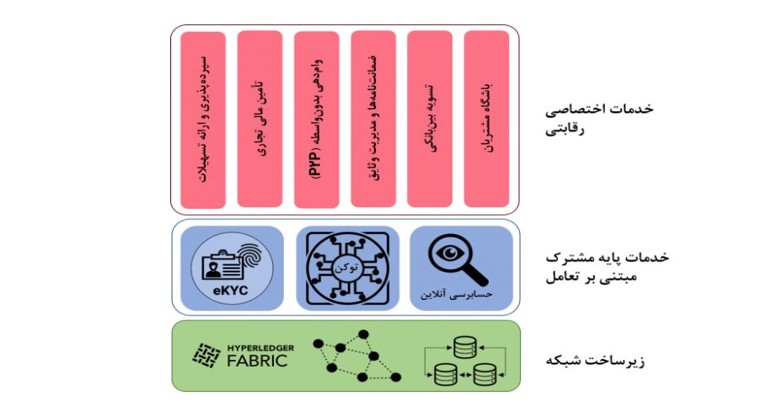 باشگاه مشتریان
تسویه بین‌بانکی
ضمانت‌نامه‌ها و مدیریت وثایق
وام‌دهی بدون‌واسطه (P۲P)
تأمین مالی تجاری
سپرده‌پذیری و ارائه تسهیلات
خدمات اختصاصی
رقابتی
خدمات پایه مشترک
مبتنی بر تعامل
حسابرسی آنلاین
توکن
eKYC
زیرساخت شبکه
HYPERLEDGER
FABRIC